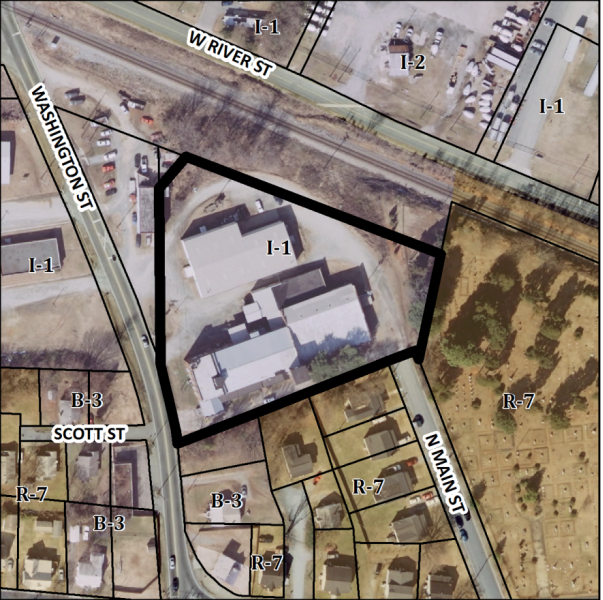 I-1
W RIVER ST
I-2
I-1
WASHINGTON ST
I-1
I-1
B-3
R-7
SCOTT ST
N MAIN ST
R-7
R-7
B-3
B-3
R-7